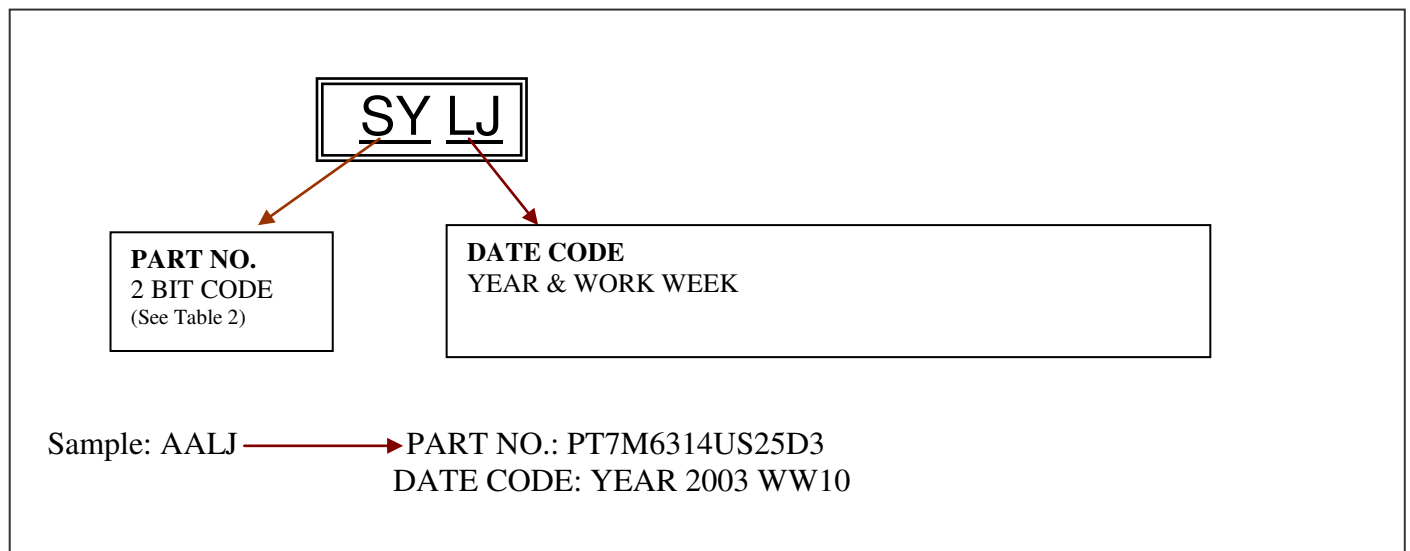 SY LJ
PART NO.
2 BIT CODE
(See Table 2)
DATE CODE
YEAR & WORK WEEK
Sample: AALJ PART NO.: PT7M6314US25D3
DATE CODE: YEAR 2003 WW10